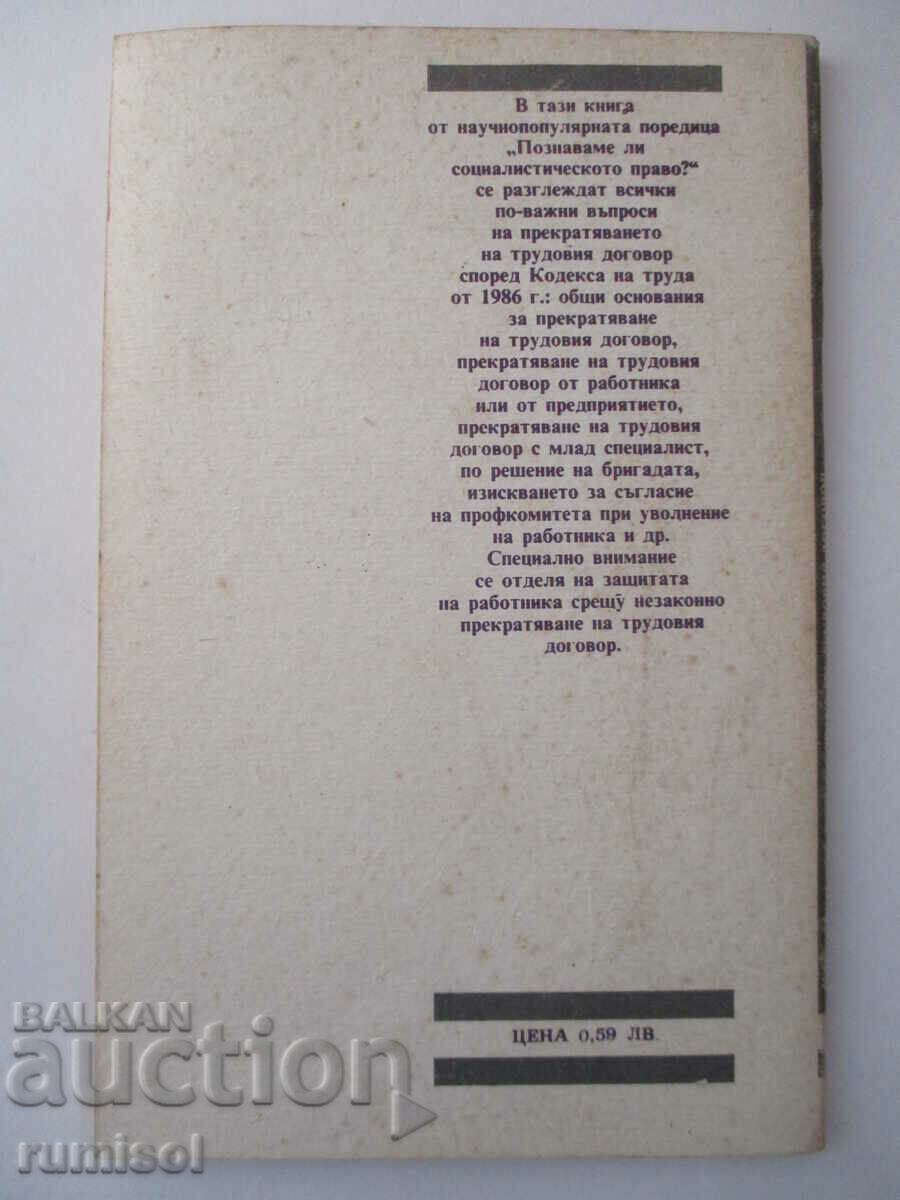 В тази книга
от научнопопулярната поредица
„Познаваме ли
социалистическото право?“
се разглеждат всички
по-важни въпроси
на прекратяването
на трудовия договор
според Кодекса на труда
от 1986 г.: общи основания
за прекратяване
на трудовия договор,
прекратяване на трудовия
договор от работника
или от предприятието,
прекратяване на трудовия
договор с млад специалист,
по решение на бригадата,
изискването за съгласие
на профкомитета при уволнение
на работника и др.
Специално внимание
се отделя на защитата
на работника срещу незаконно
прекратяване на трудовия
договор.
ЦЕНА 0,59 ЛВ.
BALKAN
auction
rumisol